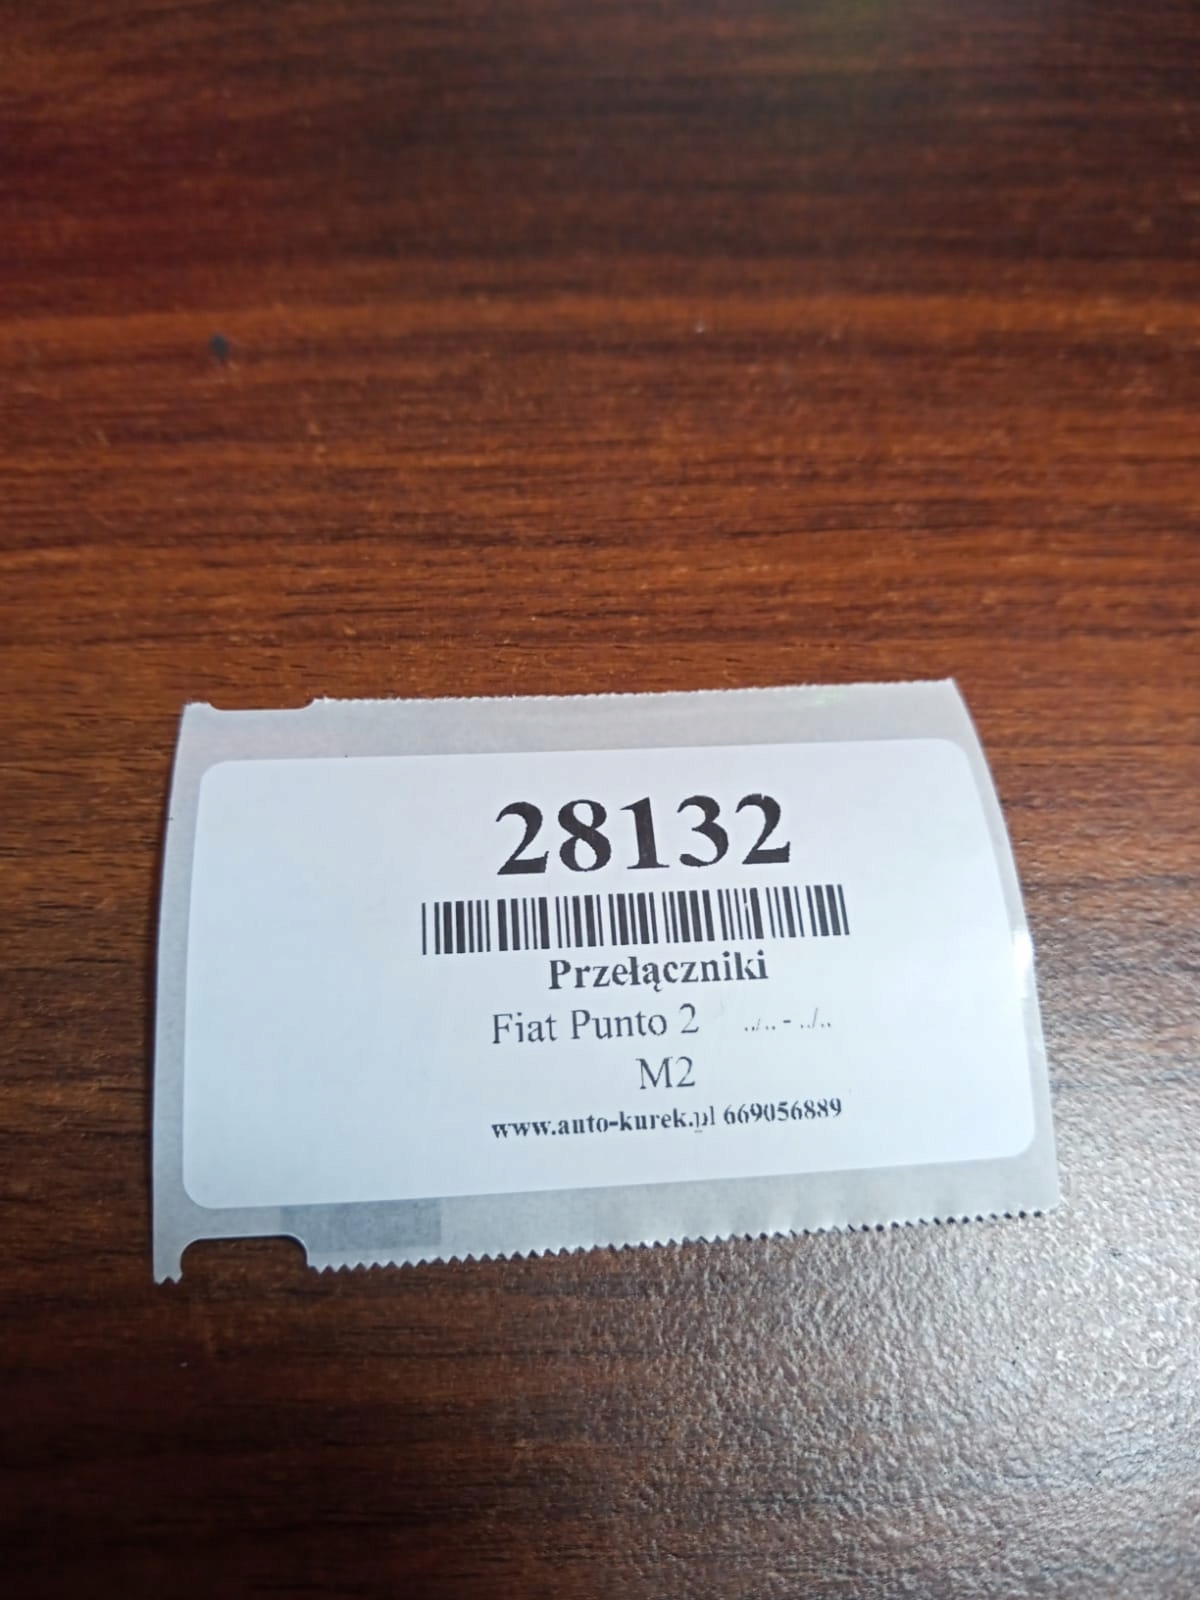 28132
Przełączniki
Fiat Punto 2 ../.. - ../..
M2
www.auto-kurek.pl 669056889